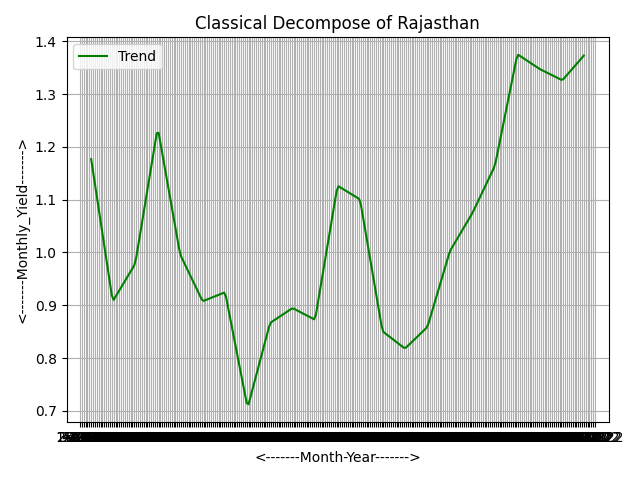 Classical Decompose of Rajasthan
Trend
1.4
1.3
1.2
1.1
1.0
0.9
0.8
0.7
<------Monthly_Yield------->
<-------Month-Year------->